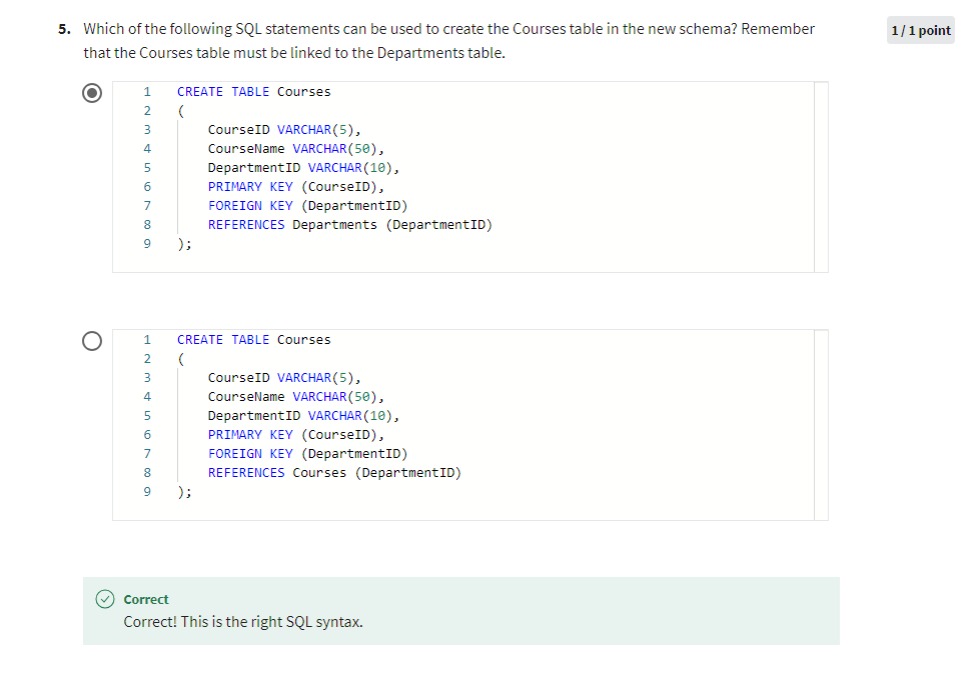 5. Which of the following SQL statements can be used to create the Courses table in the new schema? Remember
that the Courses table must be linked to the Departments table.
1 / 1 point
1 CREATE TABLE Courses
2 (
3 CourseID VARCHAR(5),
4 CourseName VARCHAR(50),
5 DepartmentID VARCHAR(10),
6 PRIMARY KEY (CourseID),
7 FOREIGN KEY (DepartmentID)
8 REFERENCES Departments (DepartmentID)
9 );
1 CREATE TABLE Courses
2 (
3 CourseID VARCHAR(5),
4 CourseName VARCHAR(50),
5 DepartmentID VARCHAR(10),
6 PRIMARY KEY (CourseID),
7 FOREIGN KEY (DepartmentID)
8 REFERENCES Courses (DepartmentID)
9 );
Correct
Correct! This is the right SQL syntax.